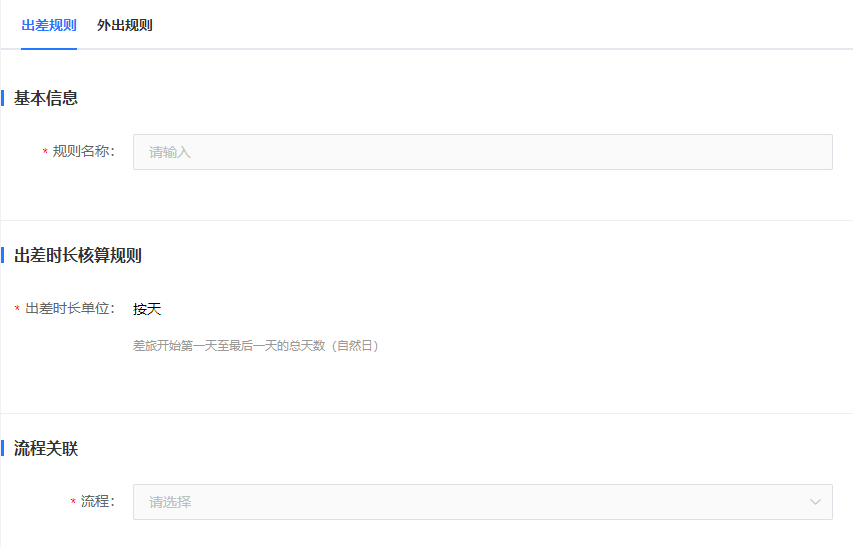 出差规则 外出规则
基本信息
* 规则名称： 请输入
出差时长核算规则
* 出差时长单位： 按天
差旅开始第一天至最后一天的总天数（自然日）
流程关联
* 流程： 请选择